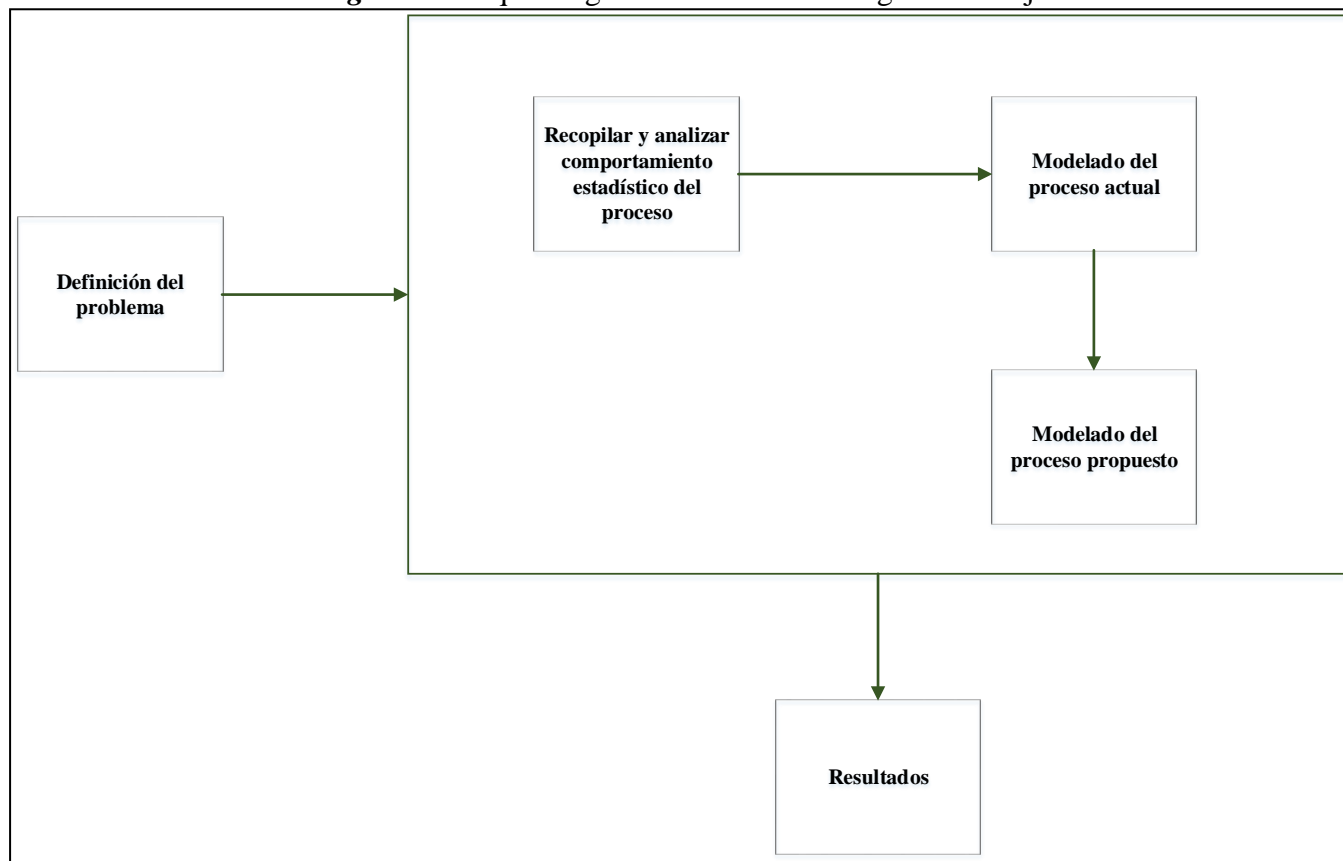 Definición del
problema
Recopilar y analizar
comportamiento
estadístico del
proceso
Modelado del
proceso actual
Modelado del
proceso propuesto
Resultados